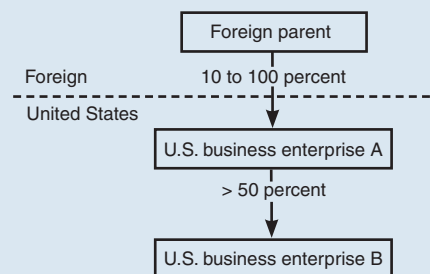 Foreign parent
Foreign
10 to 100 percent
United States
U.S. business enterprise A
> 50 percent
U.S. business enterprise B